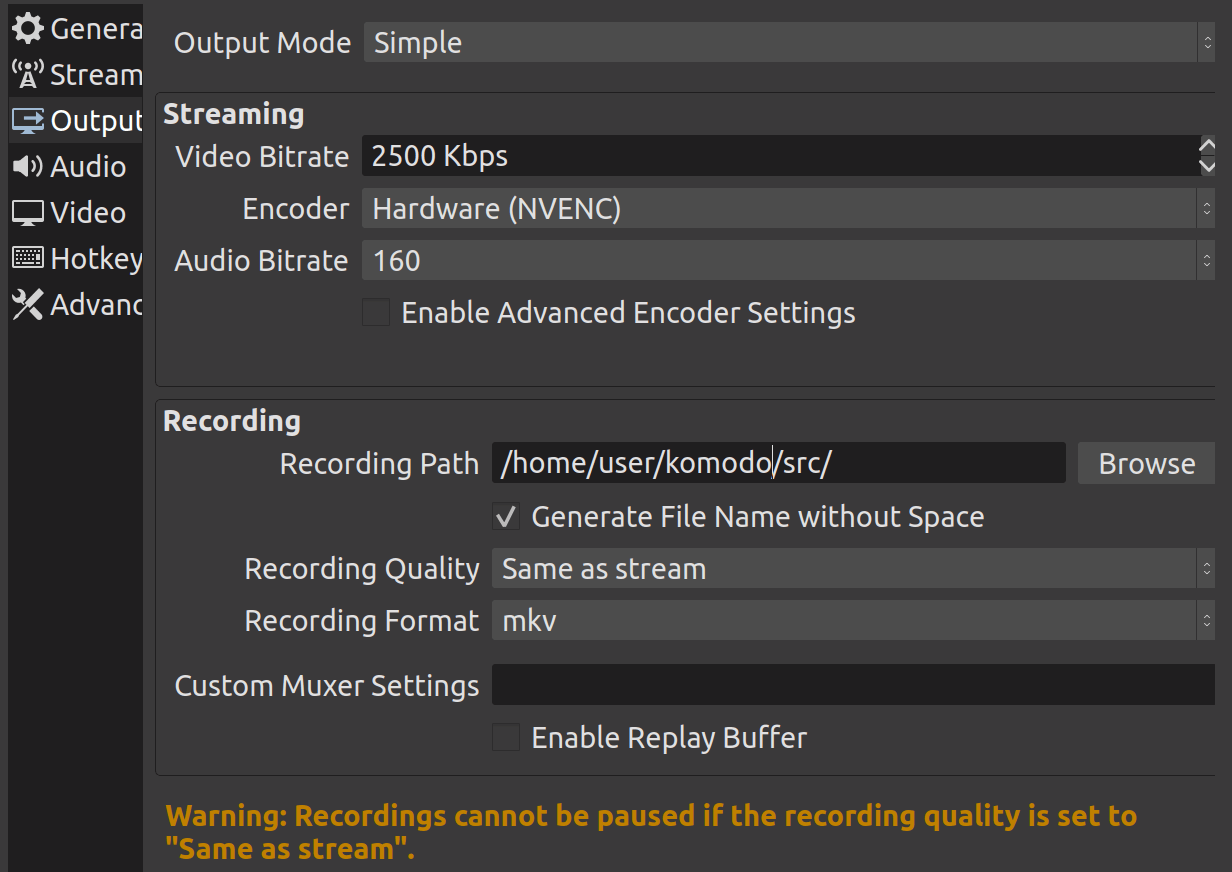 Genera
Stream
Output
Audio
Video
Hotkey
Advanc
Output Mode Simple
Streaming
Video Bitrate 2500 Kbps
Encoder Hardware (NVENC)
Audio Bitrate 160
Enable Advanced Encoder Settings
Recording
Recording Path /home/user/komodo/src/ Browse
Generate File Name without Space
Recording Quality Same as stream
Recording Format mkv
Custom Muxer Settings
Enable Replay Buffer
Warning: Recordings cannot be paused if the recording quality is set to
"Same as stream".